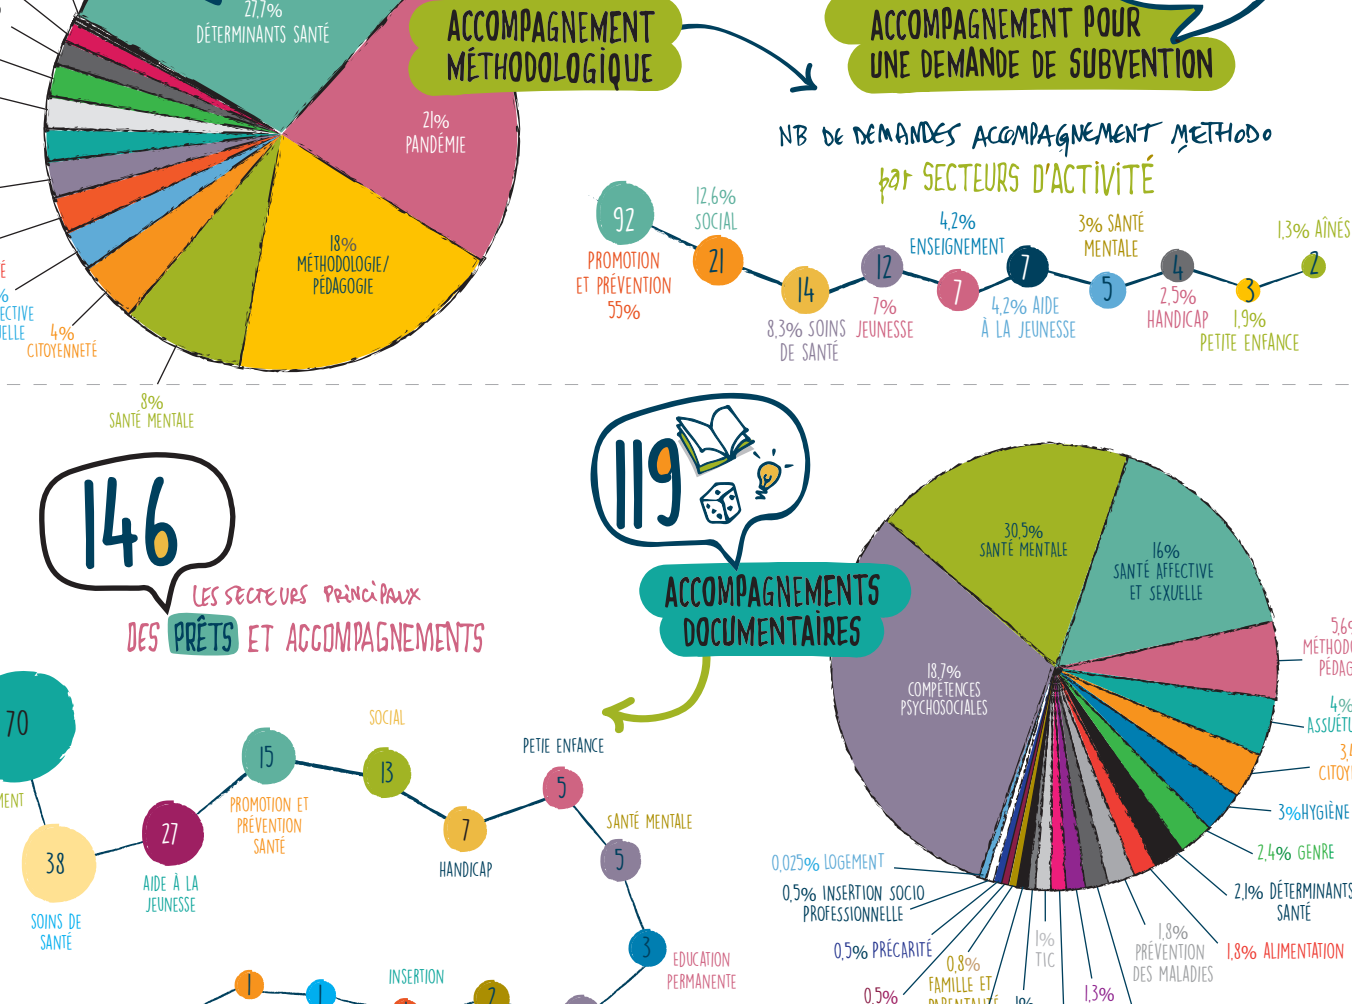 27,7%
DÉTERMINANTS SANTÉ
ACCOMPAGNEMENT
MÉTHODOLOGIQUE
ACCOMPAGNEMENT POUR
UNE DEMANDE DE SUBVENTION
21%
PANDÉMIE
18%
MÉTHODOLOGIE/
PÉDAGOGIE
4%
CITOYENNETÉ
8%
SANTÉ MENTALE
NB DE DEMANDES ACCOMPAGNEMENT METHODO
par SECTEURS D'ACTIVITÉ
92
PROMOTION
ET PRÉVENTION
55%
12,6%
SOCIAL
21
14
8,3% SOINS
DE SANTÉ
12
7%
JEUNESSE
4,2%
ENSEIGNEMENT
7
7
4,2% AIDE
À LA JEUNESSE
3% SANTÉ
MENTALE
5
4
2,5%
HANDICAP
3
1,9%
PETITE ENFANCE
1,3% AÎNÉS
2
146
LES SECTEURS PRINCIPAUX
DES PRÊTS ET ACCOMPAGNEMENTS
119
ACCOMPAGNEMENTS
DOCUMENTAIRES
70
38
SOINS DE
SANTÉ
27
AIDE À LA
JEUNESSE
15
PROMOTION ET
PRÉVENTION
SANTÉ
SOCIAL
13
7
HANDICAP
PETIE ENFANCE
5
SANTÉ MENTALE
5
3
EDUCATION
PERMANENTE
INSERTION
1
1
2
30,5%
SANTÉ MENTALE
16%
SANTÉ AFFECTIVE
ET SEXUELLE
18,7%
COMPÉTENCES
PSYCHOSOCIALES
3%HYGIÈNE
2,4% GENRE
2,1% DÉTERMINANTS
SANTÉ
1,8% ALIMENTATION
1,8%
PRÉVENTION
DES MALADIES
1,3%
1%
TIC
1%
0,8%
FAMILLE ET
PARENTALITÉ
0,5%
0,5% PRÉCARITÉ
0,5% INSERTION SOCIO
PROFESSIONNELLE
0,025% LOGEMENT